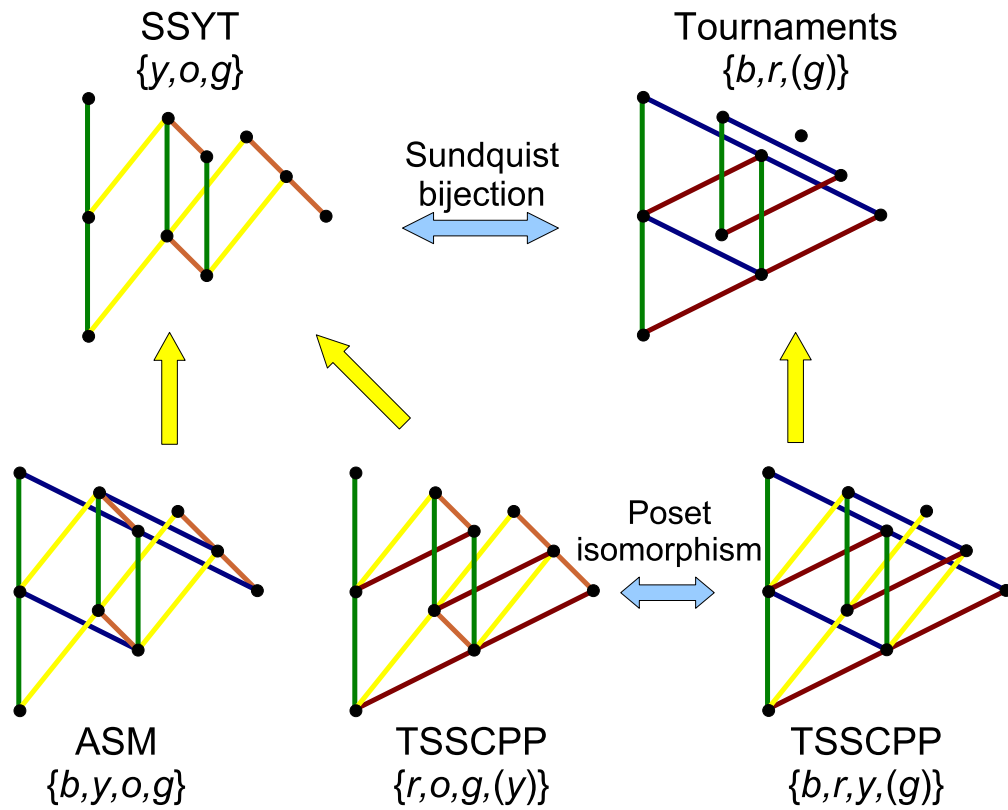 SSYT
{y,o,g}
Tournaments
{b,r,(g)}
Sundquist
bijection
Poset
isomorphism
ASM
{b,y,o,g}
TSSCPP
{r,o,g,(y)}
TSSCPP
{b,r,y,(g)}